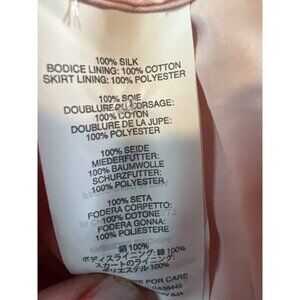 100% SILK
BODICE LINING: 100% COTTON
SKIRT LINING: 100% POLYESTER
100% SOIE
DOUBLURE DU CORSAGE:
100% COTON
DOUBLURE DE LA JUPE:
100% POLYESTER
100% SEIDE
MIEDERFUTTER:
100% BAUMWOLLE
SCHURZFUTTER:
100% POLYESTER
100% SETA
FODERA CORPETTO:
100% COTONE
FODERA GONNA:
100% POLIESTERE
絹 100%
ボディスライニング: 綿 100%
スカートのライニング:
ポリエステル 100%
FOR CARE